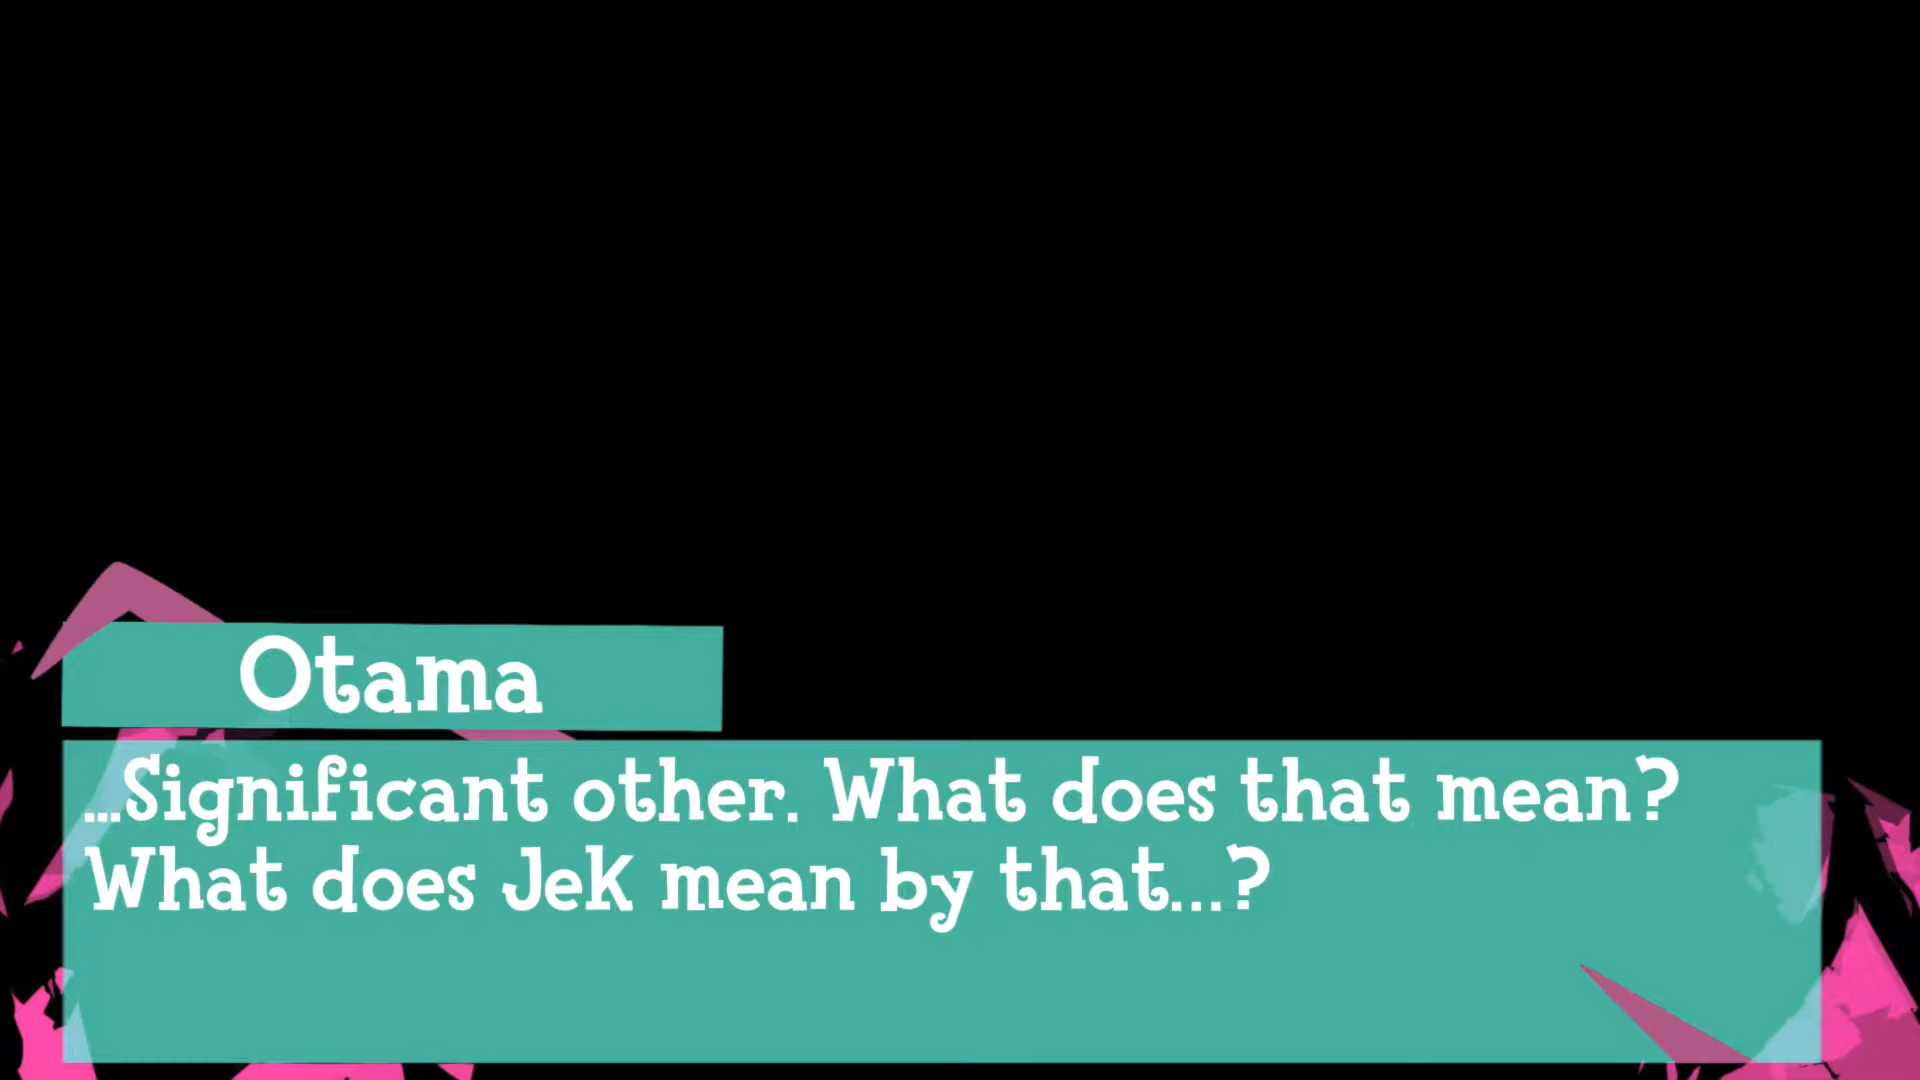 Otama
...Significant other. What does that mean?
What does Jek mean by that...?